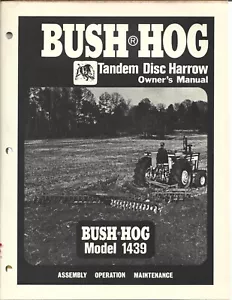 BUSH ® HOG
Tandem Disc Harrow
Owner's Manual
BUSH HOG
Model 1439
ASSEMBLY OPERATION MAINTENANCE